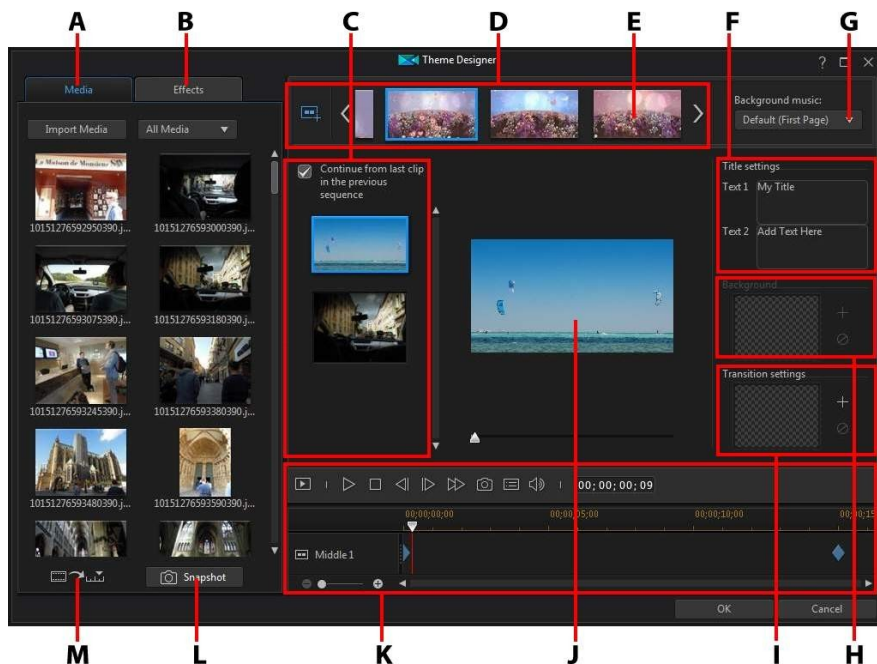 A B C D E F G
Theme Designer
?
Media Effects
Background music:
Default (First Page)
Import Media All Media
Continue from last clip
in the previous
sequence
Title settings
Text 1 My Title
Text 2 Add Text Here
10151276592950390.j... 10151276593000390.j...
10151276593075390.j... 10151276593180390.j...
Background
10151276593245390.j... 10151276593380390.j...
Transition settings
10151276593480390.j... 10151276593590390.j...
00; 00; 00; 09
00;00;00;00 00;00;05;00 00;00;10;00 00;00;15
Middle 1
Snapshot
OK Cancel
M L K J I H